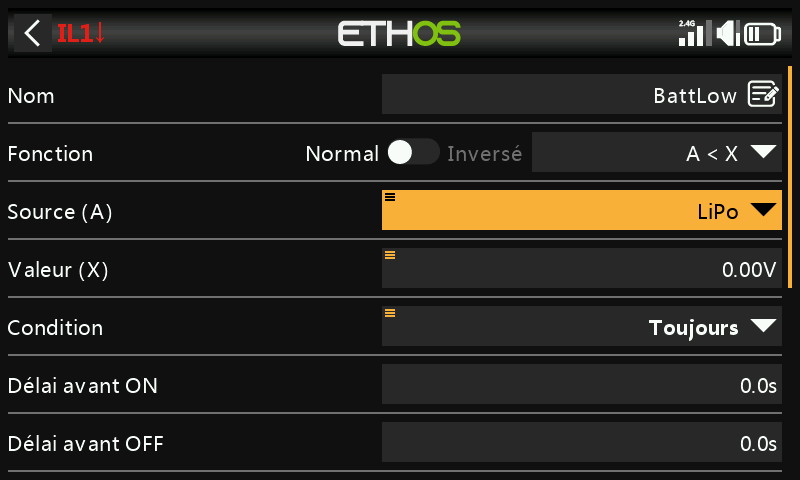 IL1↓ ETHOS 2.4G
Nom BattLow
Fonction Normal Inversé A < X
Source (A) LiPo
Valeur (X) 0.00V
Condition Toujours
Délai avant ON 0.0s
Délai avant OFF 0.0s